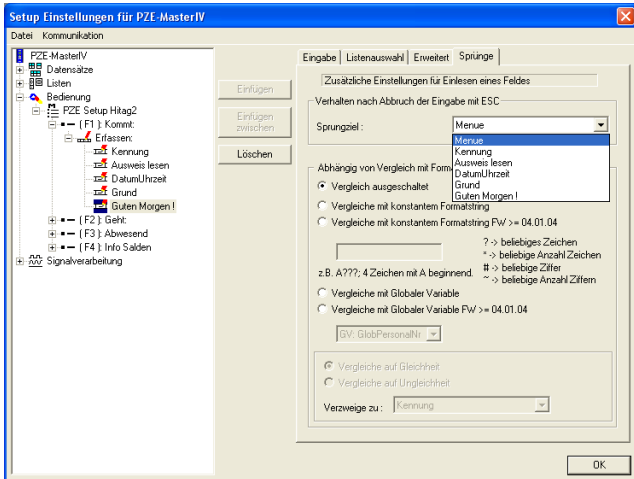 Setup Einstellungen für PZE-MasterIV
Datei Kommunikation
PZE-MasterIV
Datensätze
Listen
Bedienung
PZE Setup Hitag2
( F1 ): Kommt:
Erfassen:
Kennung
Ausweis lesen
DatumUhrzeit
Grund
Guten Morgen !
( F2 ): Geht:
( F3 ): Abwesend
( F4 ): Info Salden
Signalverarbeitung
Einfügen
Einfügen
zwischen
Löschen
Eingabe Listenauswahl Erweitert Sprünge
Zusätzliche Einstellungen für Einlesen eines Feldes
Verhalten nach Abbruch der Eingabe mit ESC
Sprungziel : Menue
Menue
Kennung
Ausweis lesen
DatumUhrzeit
Grund
Guten Morgen !
Abhängig von Vergleich mit Form
Vergleich ausgeschaltet
Vergleiche mit konstantem Formatstring
Vergleiche mit konstantem Formatstring FW >= 04.01.04
? -> beliebiges Zeichen
* -> beliebige Anzahl Zeichen
# -> beliebige Ziffer
~ -> beliebige Anzahl Ziffern
z.B. A???; 4 Zeichen mit A beginnend.
Vergleiche mit Globaler Variable
Vergleiche mit Globaler Variable FW >= 04.01.04
GV: GlobPersonalNr
Vergleiche auf Gleichheit
Vergleiche auf Ungleichheit
Verzweige zu : Kennung
OK